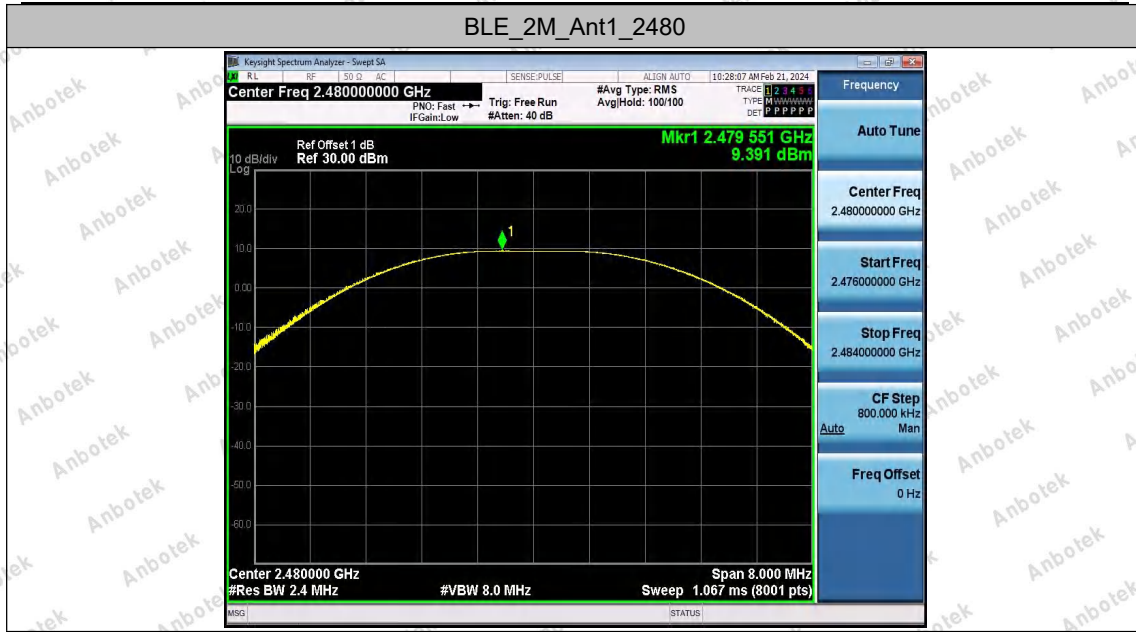 BLE_2M_Ant1_2480
Keysight Spectrum Analyzer - Swept SA
RL RF 50 Ω AC SENSE:PULSE ALIGN AUTO 10:28:07 AM Feb 21, 2024
Center Freq 2.480000000 GHz
PNO: Fast
IFGain:Low
Trig: Free Run
#Atten: 40 dB
#Avg Type: RMS
Avg|Hold: 100/100
TRACE 1 2 3 4 5 6
TYPE MWWWWW
DET P P P P P P
Mkr1 2.479 551 GHz
9.391 dBm
Ref Offset 1 dB
10 dB/div Ref 30.00 dBm
Log
20.0
10.0
0.00
-10.0
-20.0
-30.0
-40.0
-50.0
-60.0
1
Center 2.480000 GHz
Span 8.000 MHz
#Res BW 2.4 MHz
#VBW 8.0 MHz
Sweep 1.067 ms (8001 pts)
MSG
STATUS
Frequency
Auto Tune
Center Freq
2.480000000 GHz
Start Freq
2.476000000 GHz
Stop Freq
2.484000000 GHz
CF Step
800.000 kHz
Auto Man
Freq Offset
0 Hz
Anbotek